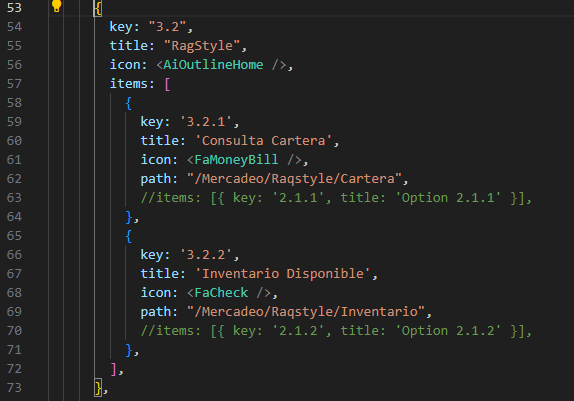 53 {
54 key: "3.2",
55 title: "RagStyle",
56 icon: <AiOutlineHome />,
57 items: [
58 {
59 key: '3.2.1',
60 title: 'Consulta Cartera',
61 icon: <FaMoneyBill />,
62 path: "/Mercadeo/Raqstyle/Cartera",
63 //items: [{ key: '2.1.1', title: 'Option 2.1.1' }],
64 },
65 {
66 key: '3.2.2',
67 title: 'Inventario Disponible',
68 icon: <FaCheck />,
69 path: "/Mercadeo/Raqstyle/Inventario",
70 //items: [{ key: '2.1.2', title: 'Option 2.1.2' }],
71 },
72 ],
73 },